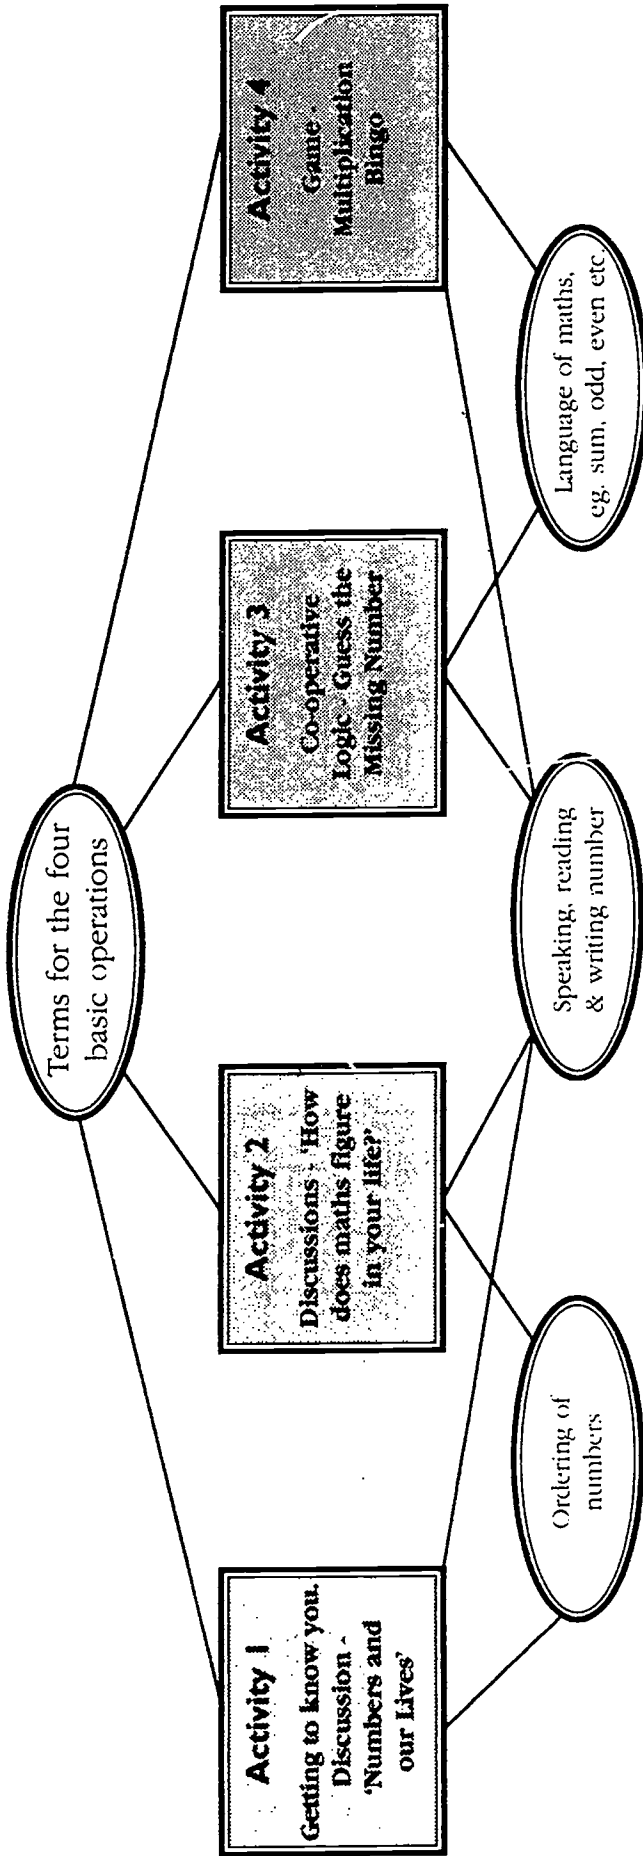 Terms for the four
basic operations
Activity 1
Getting to know you.
Discussion -
'Numbers and
our Lives'
Activity 2
Discussions - 'How
does maths figure
in your life?'
Activity 3
Co-operative
Logic - Guess the
Missing Number
Activity 4
Game -
Multiplication
Bingo
Ordering of
numbers
Speaking, reading
& writing number
Language of maths,
eg. sum, odd, even etc.